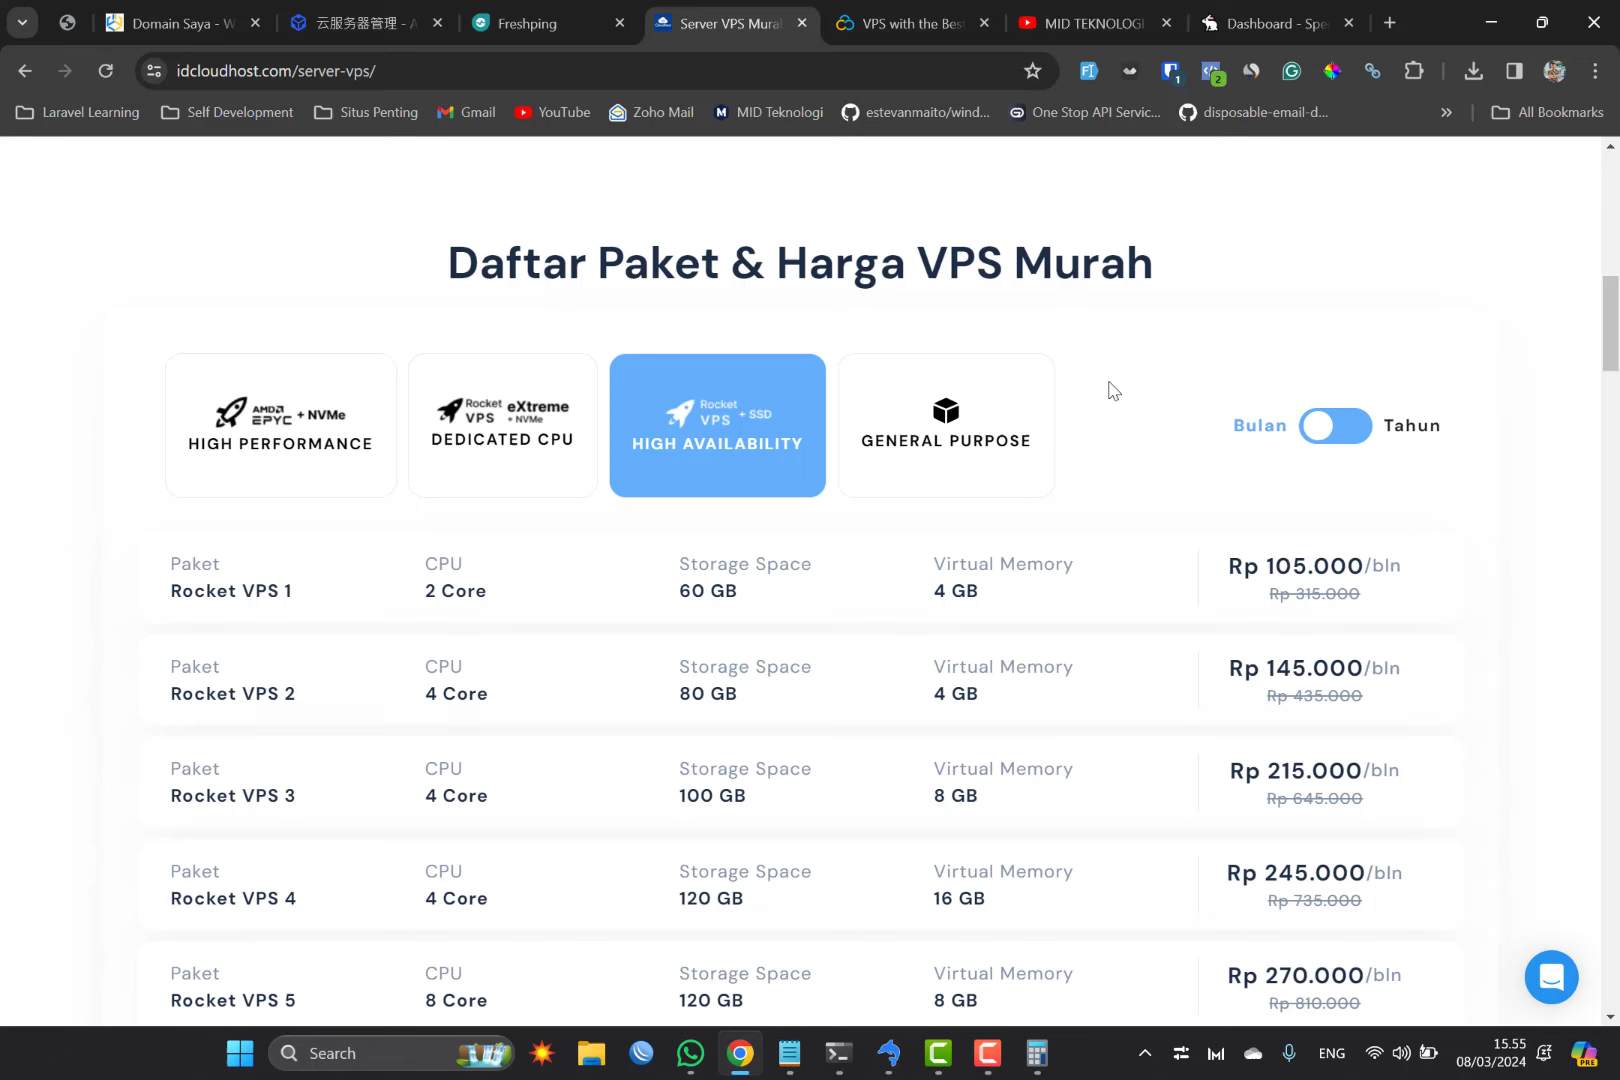 Domain Saya - W
云服务器管理 - A
Freshping
Server VPS Mura
VPS with the Bes
MID TEKNOLOGI
Dashboard - Spe
idcloudhost.com/server-vps/
1
2
Laravel Learning
Self Development
Situs Penting
Gmail
YouTube
Zoho Mail
MID Teknologi
estevanmaito/wind...
One Stop API Servic...
disposable-email-d...
All Bookmarks
Daftar Paket & Harga VPS Murah
AMD EPYC + NVMe
HIGH PERFORMANCE
Rocket VPS eXtreme + NVMe
DEDICATED CPU
Rocket VPS + SSD
HIGH AVAILABILITY
GENERAL PURPOSE
Bulan
Tahun
Paket CPU Storage Space Virtual Memory Rp 105.000/bln
Rocket VPS 1 2 Core 60 GB 4 GB Rp 315.000
Paket CPU Storage Space Virtual Memory Rp 145.000/bln
Rocket VPS 2 4 Core 80 GB 4 GB Rp 435.000
Paket CPU Storage Space Virtual Memory Rp 215.000/bln
Rocket VPS 3 4 Core 100 GB 8 GB Rp 645.000
Paket CPU Storage Space Virtual Memory Rp 245.000/bln
Rocket VPS 4 4 Core 120 GB 16 GB Rp 735.000
Paket CPU Storage Space Virtual Memory Rp 270.000/bln
Rocket VPS 5 8 Core 120 GB 8 GB Rp 810.000
Search
ENG
15.55
08/03/2024
PRE